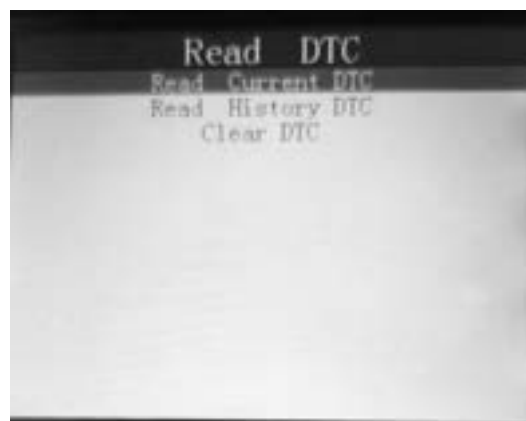 Read DTC
Read Current DTC
Read History DTC
Clear DTC